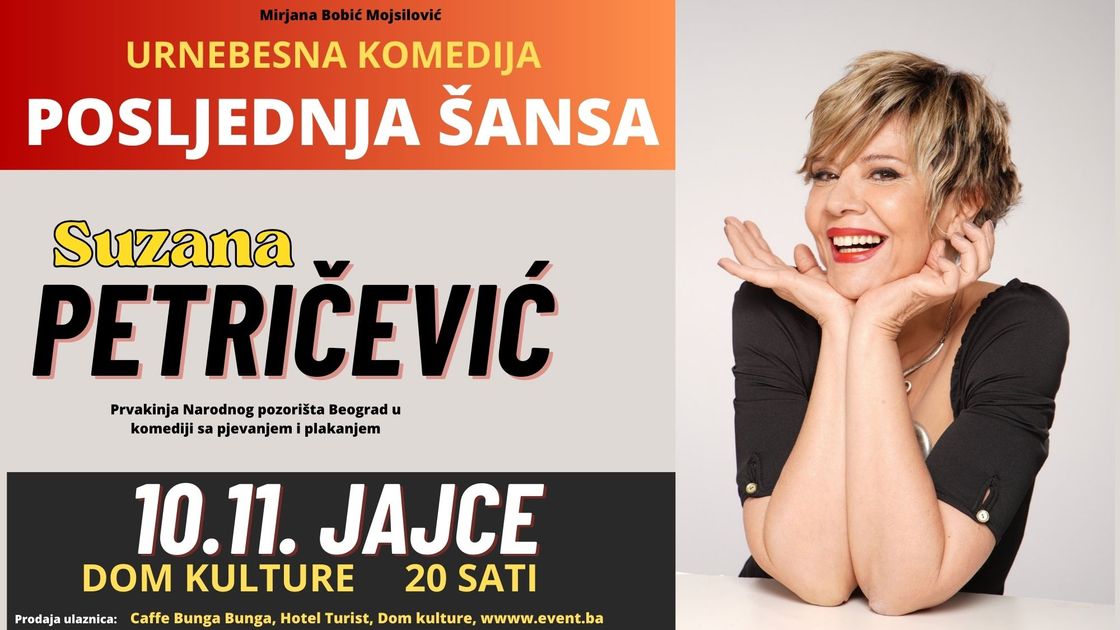 Mirjana Bobić Mojsilović
URNEBESNA KOMEDIJA
POSLJEDNJA ŠANSA
Suzana
PETRIČEVIĆ
Prvakinja Narodnog pozorišta Beograd u
komediji sa pjevanjem i plakanjem
10.11. JAJCE
DOM KULTURE 20 SATI
Prodaja ulaznica: Caffe Bunga Bunga, Hotel Turist, Dom kulture, wwww.event.ba